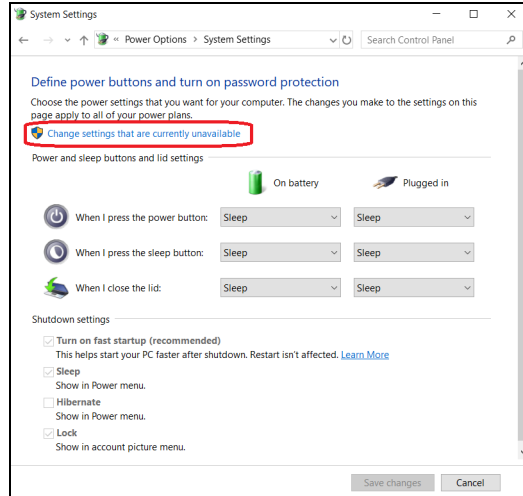 System Settings
« Power Options > System Settings
Search Control Panel
Define power buttons and turn on password protection
Choose the power settings that you want for your computer. The changes you make to the settings on this
page apply to all of your power plans.
Change settings that are currently unavailable
Power and sleep buttons and lid settings
On battery Plugged in
When I press the power button: Sleep Sleep
When I press the sleep button: Sleep Sleep
When I close the lid: Sleep Sleep
Shutdown settings
Turn on fast startup (recommended)
This helps start your PC faster after shutdown. Restart isn't affected. Learn More
Sleep
Show in Power menu.
Hibernate
Show in Power menu.
Lock
Show in account picture menu.
Save changes Cancel